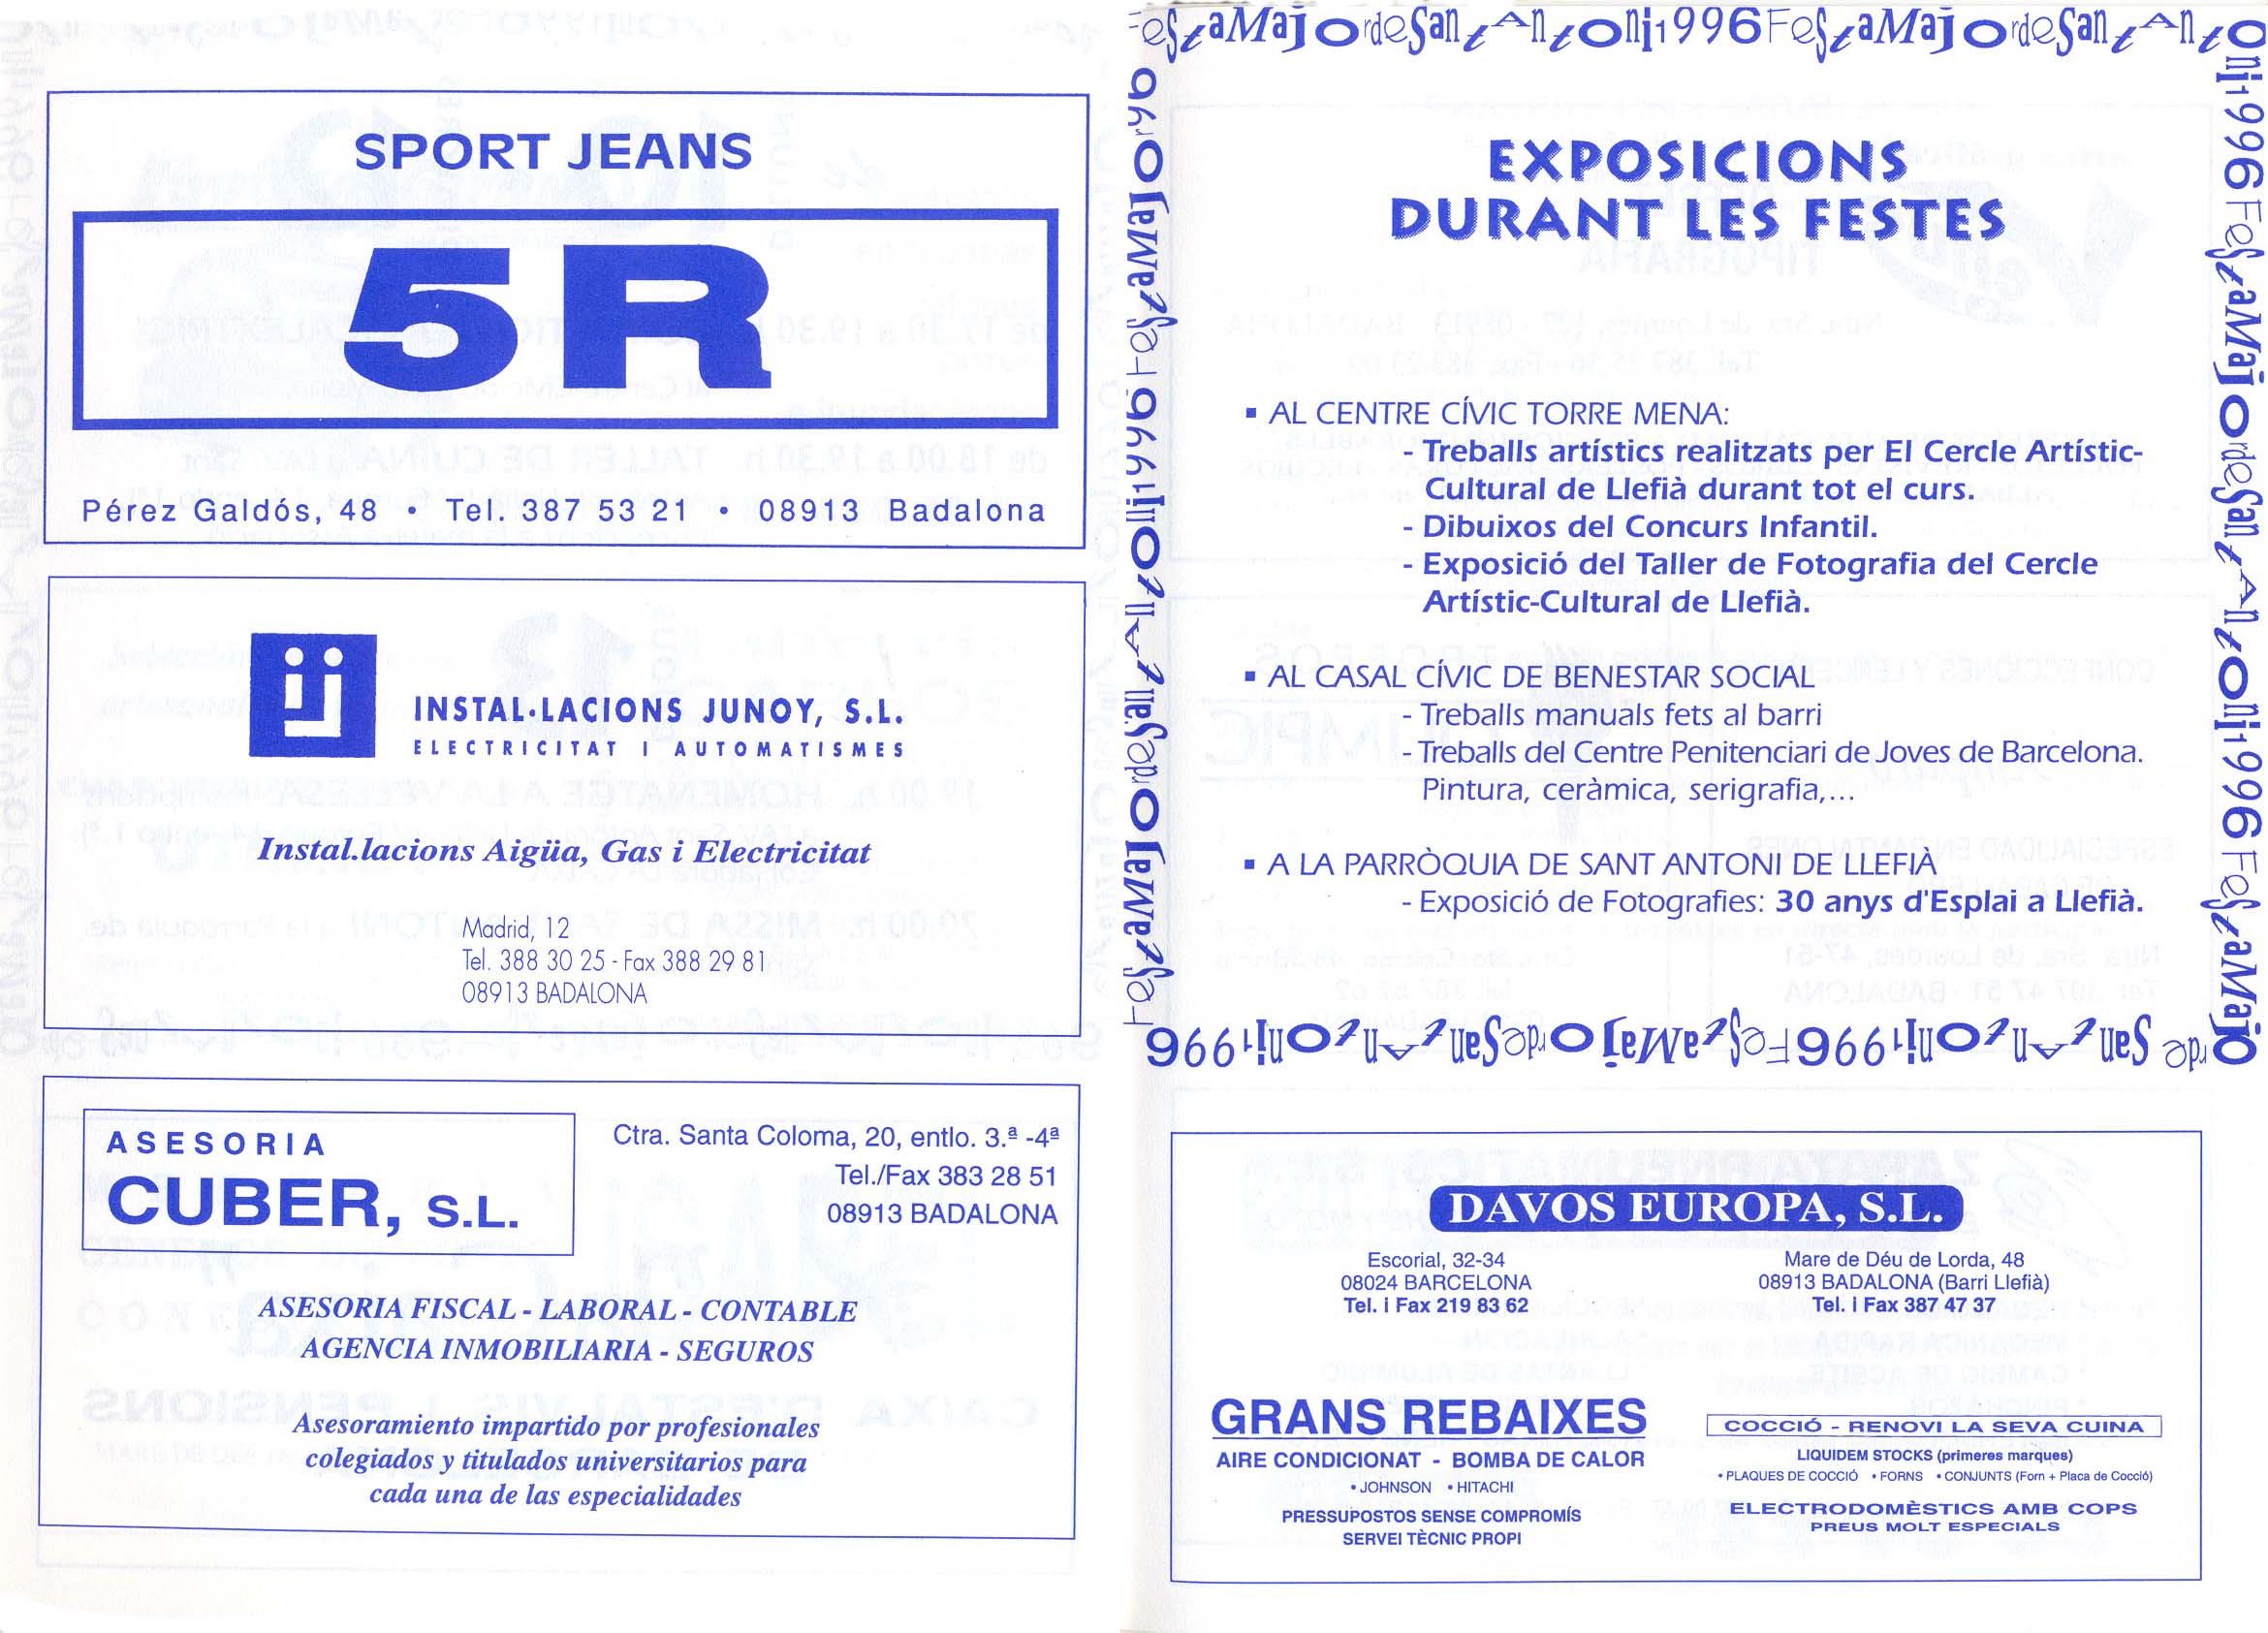 SPORT JEANS
5R
Pérez Galdós, 48 • Tel. 387 53 21 • 08913 Badalona
INSTAL·LACIONS JUNOY, S.L.
ELECTRICITAT I AUTOMATISMES
Instal.lacions Aigüa, Gas i Electricitat
Madrid, 12
Tel. 388 30 25 - Fax 388 29 81
08913 BADALONA
ASESORIA
CUBER, S.L.
Ctra. Santa Coloma, 20, entlo. 3.ª -4ª
Tel./Fax 383 28 51
08913 BADALONA
ASESORIA FISCAL - LABORAL - CONTABLE
AGENCIA INMOBILIARIA - SEGUROS
Asesoramiento impartido por profesionales
colegiados y titulados universitarios para
cada una de las especialidades
FestaMajordeSantAntoni1996FestaMajordeSantAnt
Oni1996FestaMajordeSantAntoni1996FestaMajO
rdeSantAntoni1996FestaMajordeSantAntoni1996
FestaMajordeSantAntoni1996FestaMajor96
EXPOSICIONS
DURANT LES FESTES
▪ AL CENTRE CÍVIC TORRE MENA:
- Treballs artístics realitzats per El Cercle Artístic-
Cultural de Llefià durant tot el curs.
- Dibuixos del Concurs Infantil.
- Exposició del Taller de Fotografia del Cercle
Artístic-Cultural de Llefià.
▪ AL CASAL CÍVIC DE BENESTAR SOCIAL
- Treballs manuals fets al barri
- Treballs del Centre Penitenciari de Joves de Barcelona.
Pintura, ceràmica, serigrafia,...
▪ A LA PARRÒQUIA DE SANT ANTONI DE LLEFIÀ
- Exposició de Fotografies: 30 anys d'Esplai a Llefià.
DAVOS EUROPA, S.L.
Escorial, 32-34
08024 BARCELONA
Tel. i Fax 219 83 62
Mare de Déu de Lorda, 48
08913 BADALONA (Barri Llefià)
Tel. i Fax 387 47 37
GRANS REBAIXES
AIRE CONDICIONAT - BOMBA DE CALOR
• JOHNSON • HITACHI
PRESSUPOSTOS SENSE COMPROMÍS
SERVEI TÈCNIC PROPI
COCCIÓ - RENOVI LA SEVA CUINA
LIQUIDEM STOCKS (primeres marques)
• PLAQUES DE COCCIÓ • FORNS • CONJUNTS (Forn + Placa de Cocció)
ELECTRODOMÈSTICS AMB COPS
PREUS MOLT ESPECIALS